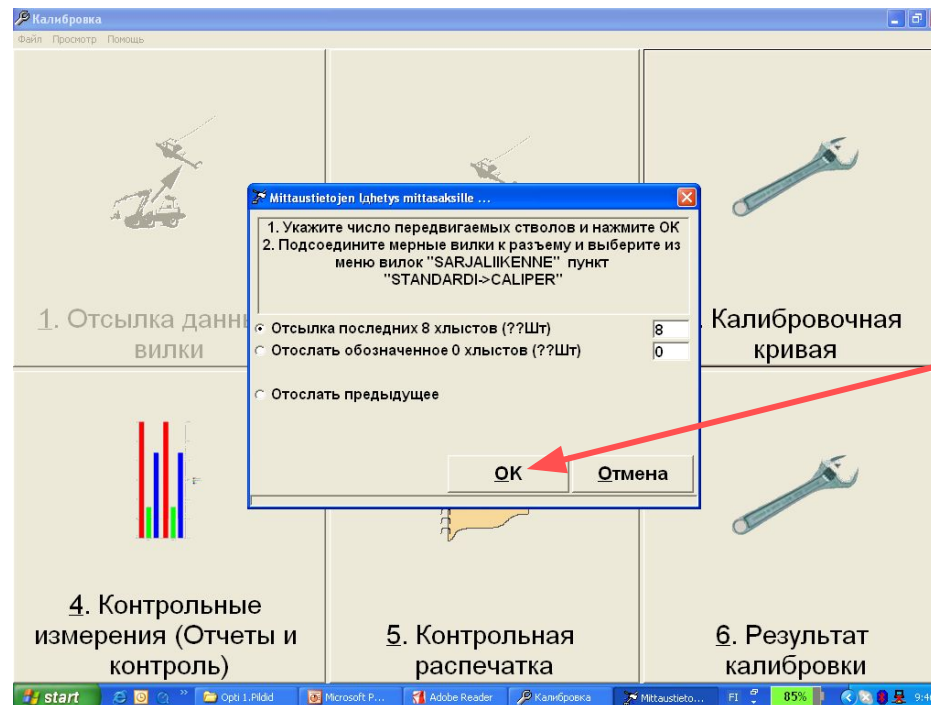 Калибровка
Файл Просмотр Помощь
Mittaustietojen lдhetys mittasaksille ...
1. Укажите число передвигаемых стволов и нажмите ОК
2. Подсоедините мерные вилки к разъему и выберите из
меню вилок "SARJALIIKENNE" пункт
"STANDARDI->CALIPER"
Отсылка последних 8 хлыстов (??Шт) 8
Отослать обозначенное 0 хлыстов (??Шт) 0
Отослать предыдущее
OK Отмена
1. Отсылка данн
вилки
Калибровочная
кривая
4. Контрольные
измерения (Отчеты и
контроль)
5. Контрольная
распечатка
6. Результат
калибровки
start Opti 1.Pildid Microsoft P... Adobe Reader Калибровка Mittaustieto... FI 85%